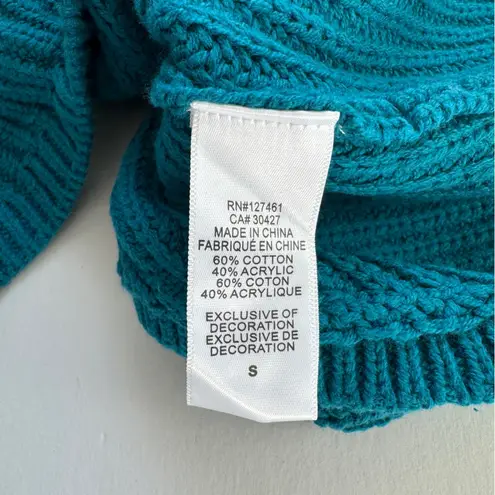 RN#127461
CA# 30427
MADE IN CHINA
FABRIQUÉ EN CHINE
60% COTTON
40% ACRYLIC
60% COTON
40% ACRYLIQUE
EXCLUSIVE OF
DECORATION
EXCLUSIVE DE
DECORATION
S